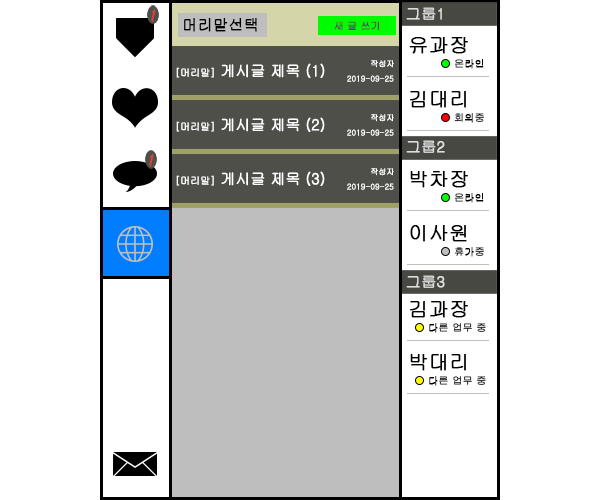 머리말선택
새 글 쓰기
[머리말] 게시글 제목 (1)
작성자
2019-09-25
[머리말] 게시글 제목 (2)
작성자
2019-09-25
[머리말] 게시글 제목 (3)
작성자
2019-09-25
그룹1
유과장
온라인
김대리
회의중
그룹2
박차장
온라인
이사원
휴가중
그룹3
김과장
다른 업무 중
박대리
다른 업무 중